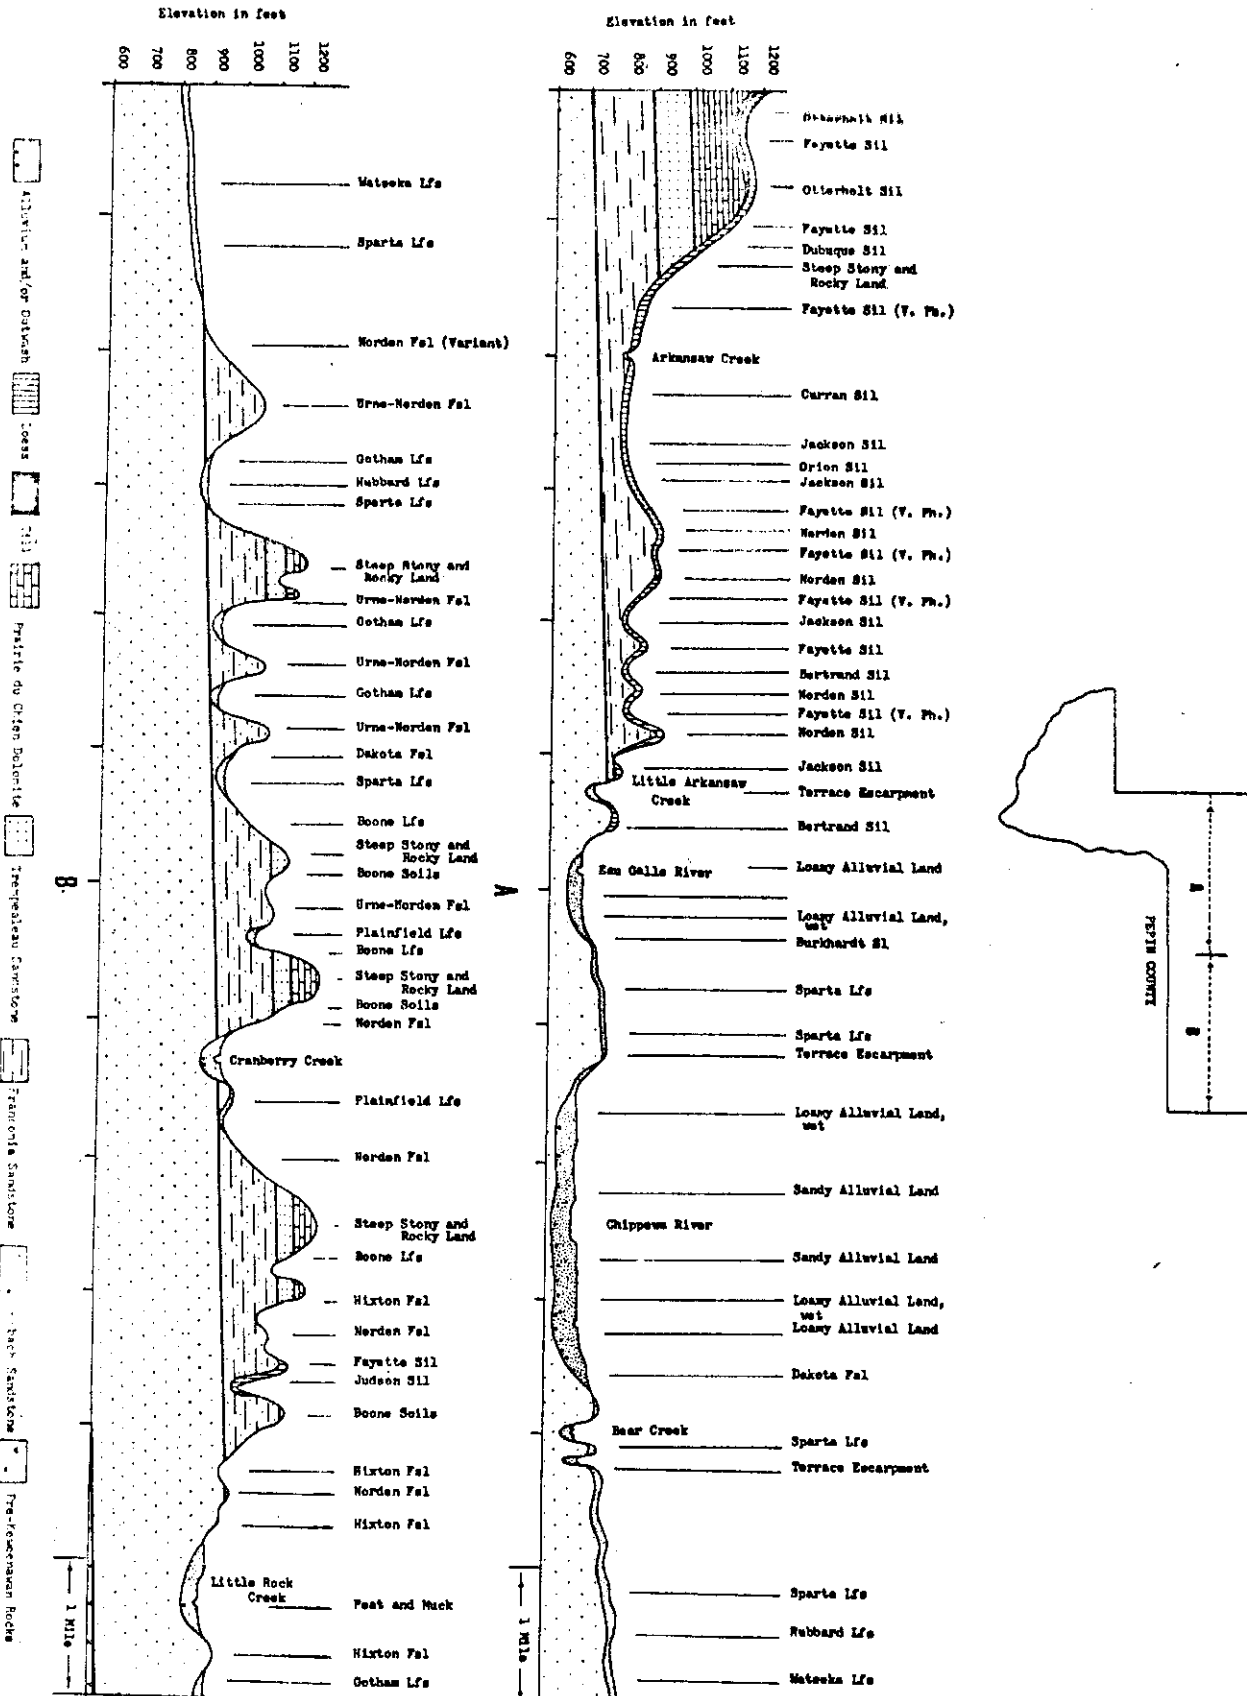 Elevation in feet
600
700
800
900
1000
1100
1200
Watseka Lfs
Sparta Lfs
Norden Fsl (Variant)
Urne-Norden Fsl
Gotham Lfs
Hubbard Lfs
Sparta Lfs
Steep Stony and
Rocky Land
Urne-Norden Fsl
Gotham Lfs
Urne-Norden Fsl
Gotham Lfs
Urne-Norden Fsl
Dakota Fsl
Sparta Lfs
Boone Lfs
Steep Stony and
Rocky Land
Boone Soils
Urne-Norden Fsl
Plainfield Lfs
Boone Lfs
Steep Stony and
Rocky Land
Boone Soils
Norden Fsl
Cranberry Creek
Plainfield Lfs
Norden Fsl
Steep Stony and
Rocky Land
Boone Lfs
Hixton Fsl
Norden Fsl
Fayette Sil
Judson Sil
Boone Soils
Hixton Fsl
Norden Fsl
Hixton Fsl
Little Rock
Creek
Peat and Muck
Hixton Fsl
Gotham Lfs
B
1 Mile
Elevation in feet
600
700
800
900
1000
1100
1200
Otterholt Sil
Fayette Sil
Otterholt Sil
Fayette Sil
Dubuque Sil
Steep Stony and
Rocky Land
Fayette Sil (V. Ph.)
Arkansaw Creek
Curran Sil
Jackson Sil
Orion Sil
Jackson Sil
Fayette Sil (V. Ph.)
Norden Sil
Fayette Sil (V. Ph.)
Norden Sil
Fayette Sil (V. Ph.)
Jackson Sil
Fayette Sil
Bertrand Sil
Norden Sil
Fayette Sil (V. Ph.)
Norden Sil
Jackson Sil
Little Arkansaw
Creek
Terrace Escarpment
Bertrand Sil
Eau Galle River
Loamy Alluvial Land
Loamy Alluvial Land,
wet
Burkhardt Sl
Sparta Lfs
Sparta Lfs
Terrace Escarpment
Loamy Alluvial Land,
wet
Sandy Alluvial Land
Chippewa River
Sandy Alluvial Land
Loamy Alluvial Land,
wet
Loamy Alluvial Land
Dakota Fsl
Bear Creek
Sparta Lfs
Terrace Escarpment
Sparta Lfs
Hubbard Lfs
Watseka Lfs
A
1 Mile
PEPIN COUNTY
A
B
Alluvium and/or Outwash
Loess
Till
Prairie du Chien Dolomite
Trempealeau Sandstone
Franconia Sandstone
Sandstone
Pre-Keweenawan Rocks